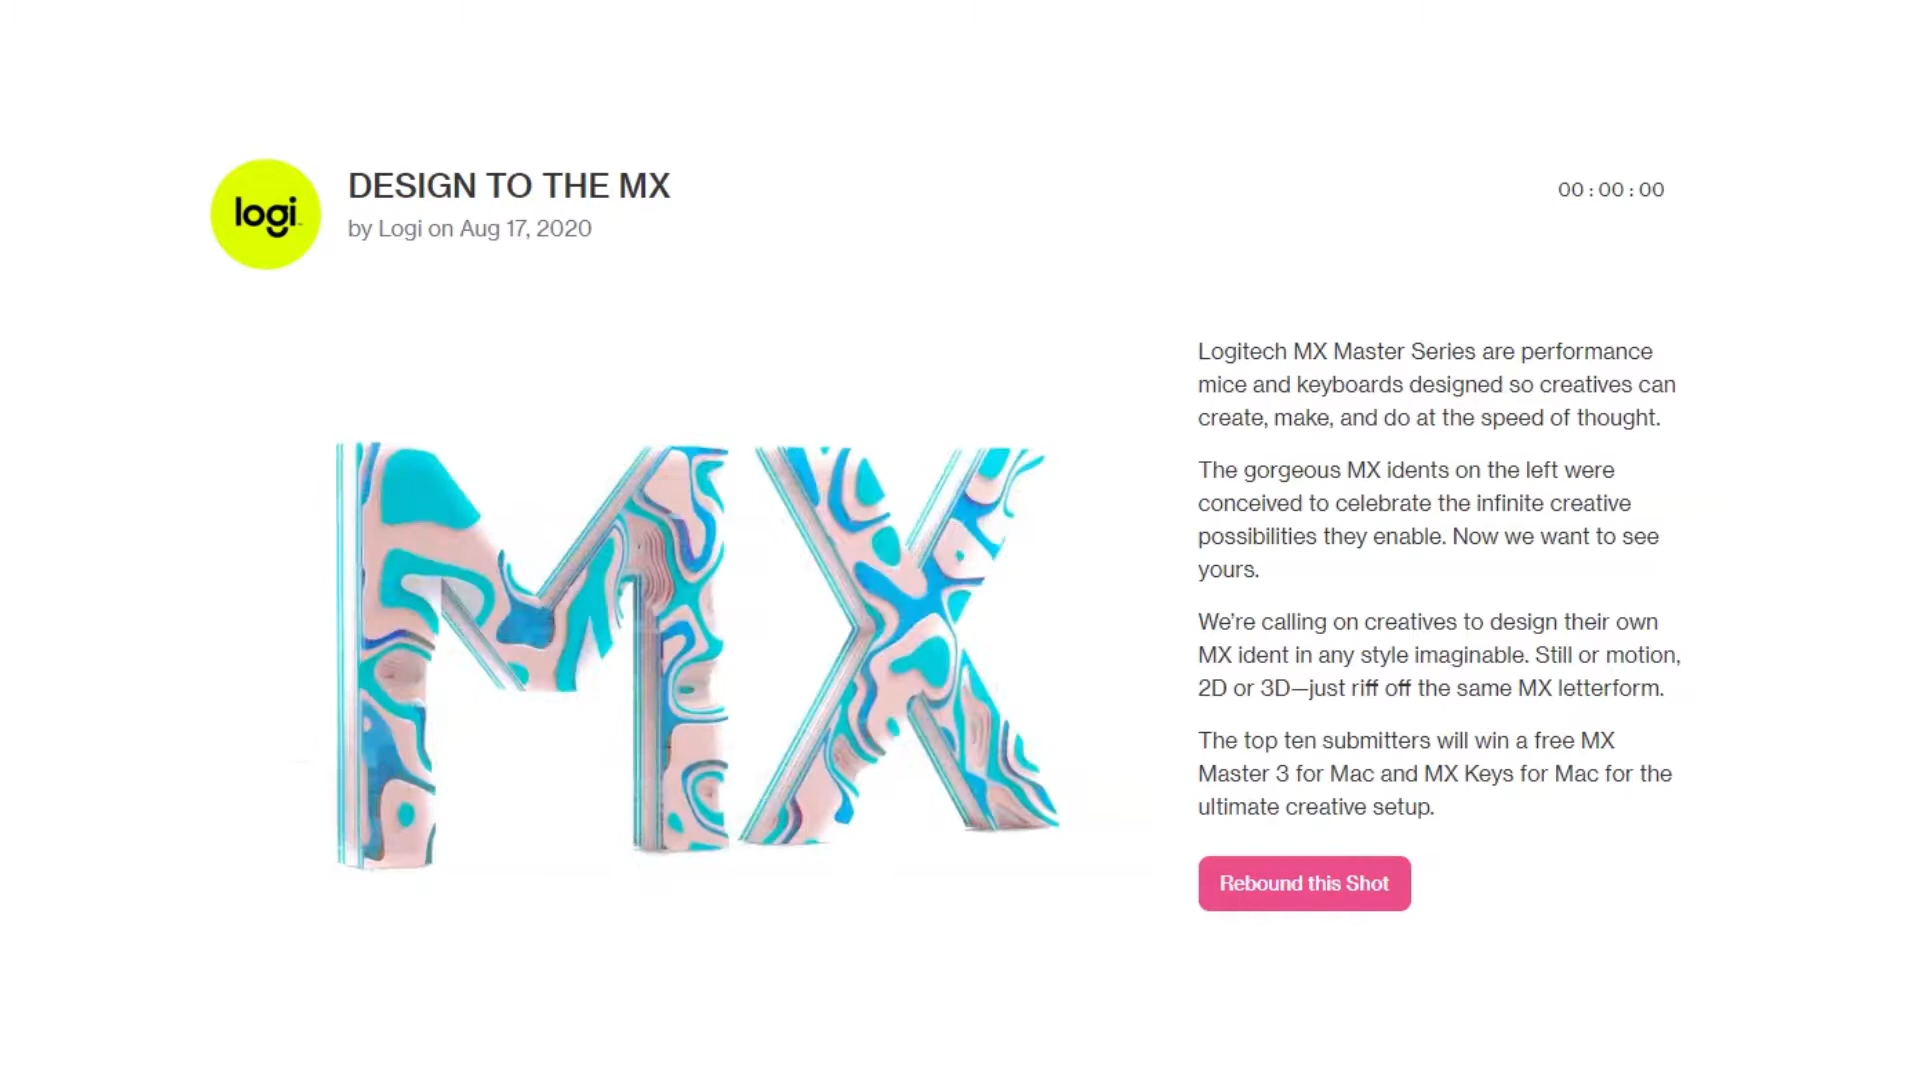 logi
DESIGN TO THE MX
by Logi on Aug 17, 2020
00:00:00
MX
Logitech MX Master Series are performance
mice and keyboards designed so creatives can
create, make, and do at the speed of thought.
The gorgeous MX idents on the left were
conceived to celebrate the infinite creative
possibilities they enable. Now we want to see
yours.
We're calling on creatives to design their own
MX ident in any style imaginable. Still or motion,
2D or 3D—just riff off the same MX letterform.
The top ten submitters will win a free MX
Master 3 for Mac and MX Keys for Mac for the
ultimate creative setup.
Rebound this Shot